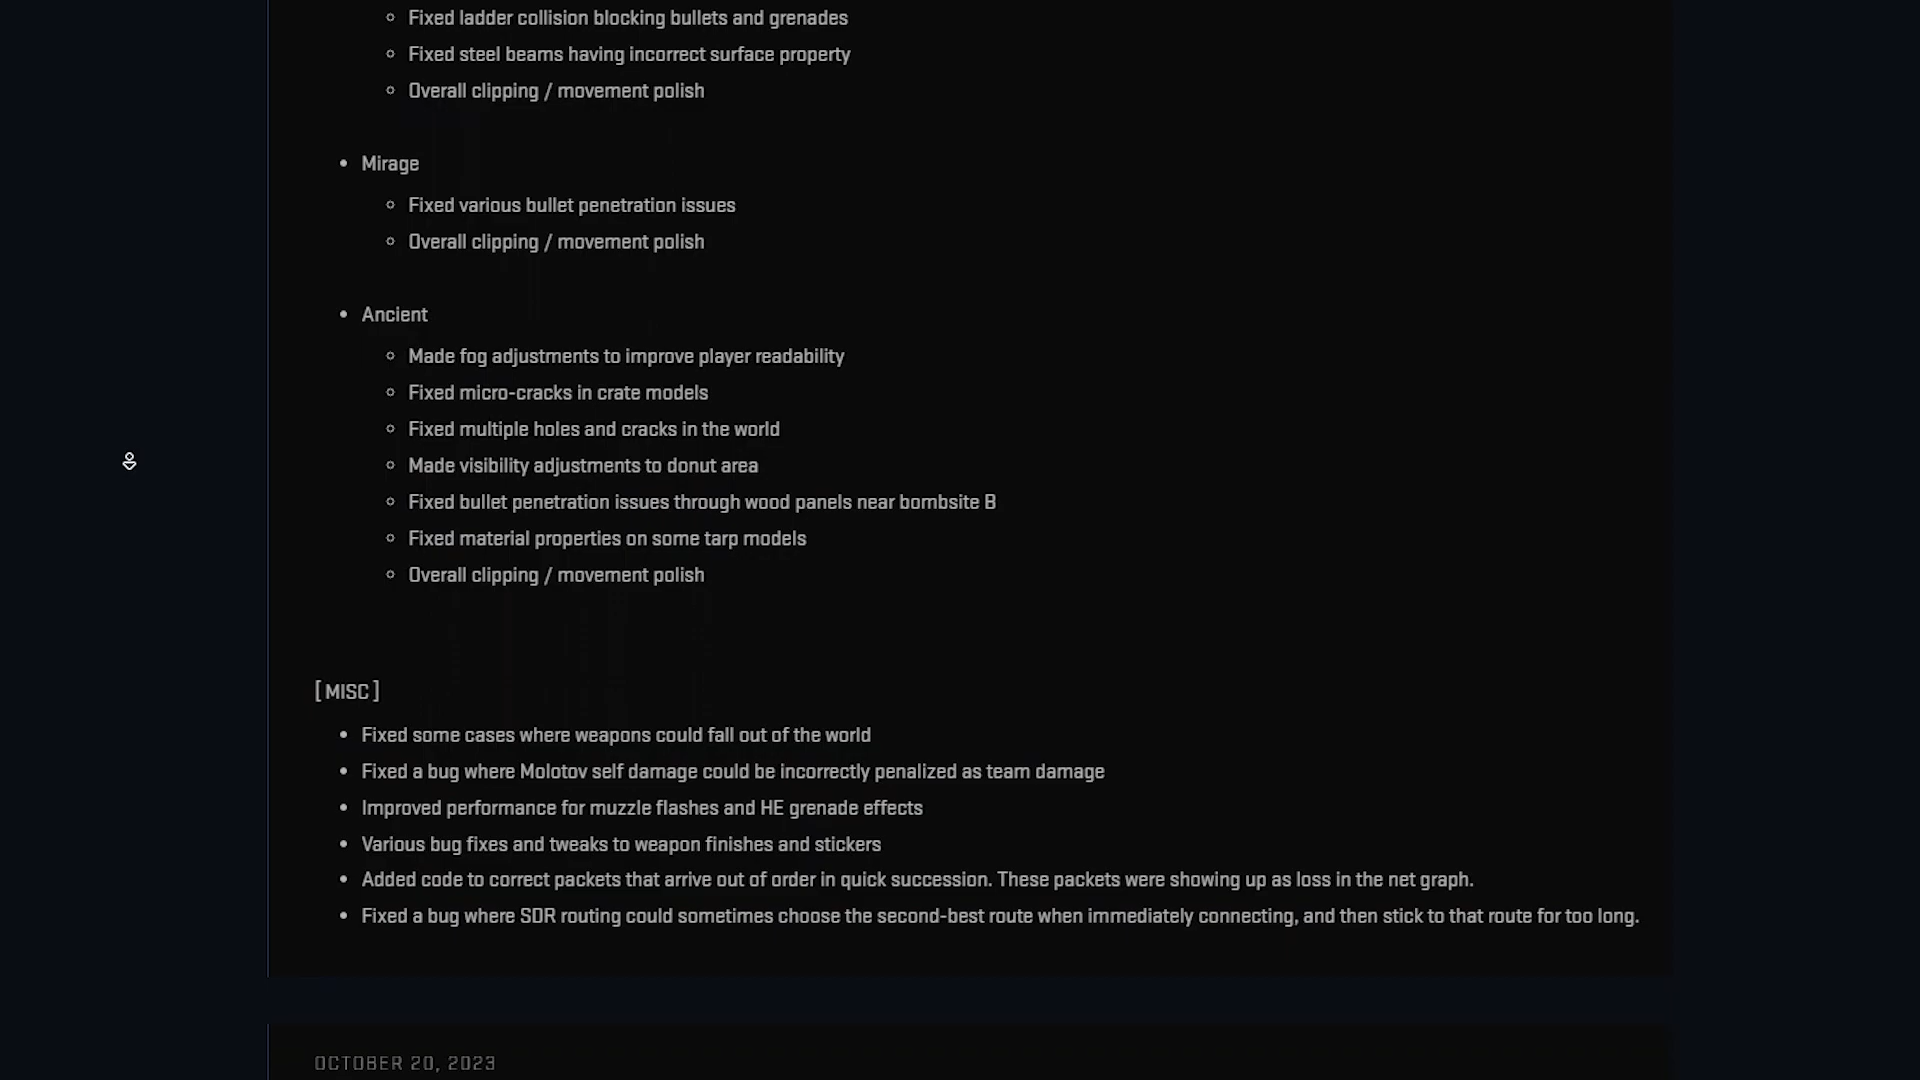 Fixed ladder collision blocking bullets and grenades
Fixed steel beams having incorrect surface property
Overall clipping / movement polish
Mirage
Fixed various bullet penetration issues
Overall clipping / movement polish
Ancient
Made fog adjustments to improve player readability
Fixed micro-cracks in crate models
Fixed multiple holes and cracks in the world
Made visibility adjustments to donut area
Fixed bullet penetration issues through wood panels near bombsite B
Fixed material properties on some tarp models
Overall clipping / movement polish
[ MISC ]
Fixed some cases where weapons could fall out of the world
Fixed a bug where Molotov self damage could be incorrectly penalized as team damage
Improved performance for muzzle flashes and HE grenade effects
Various bug fixes and tweaks to weapon finishes and stickers
Added code to correct packets that arrive out of order in quick succession. These packets were showing up as loss in the net graph.
Fixed a bug where SDR routing could sometimes choose the second-best route when immediately connecting, and then stick to that route for too long.
OCTOBER 20, 2023